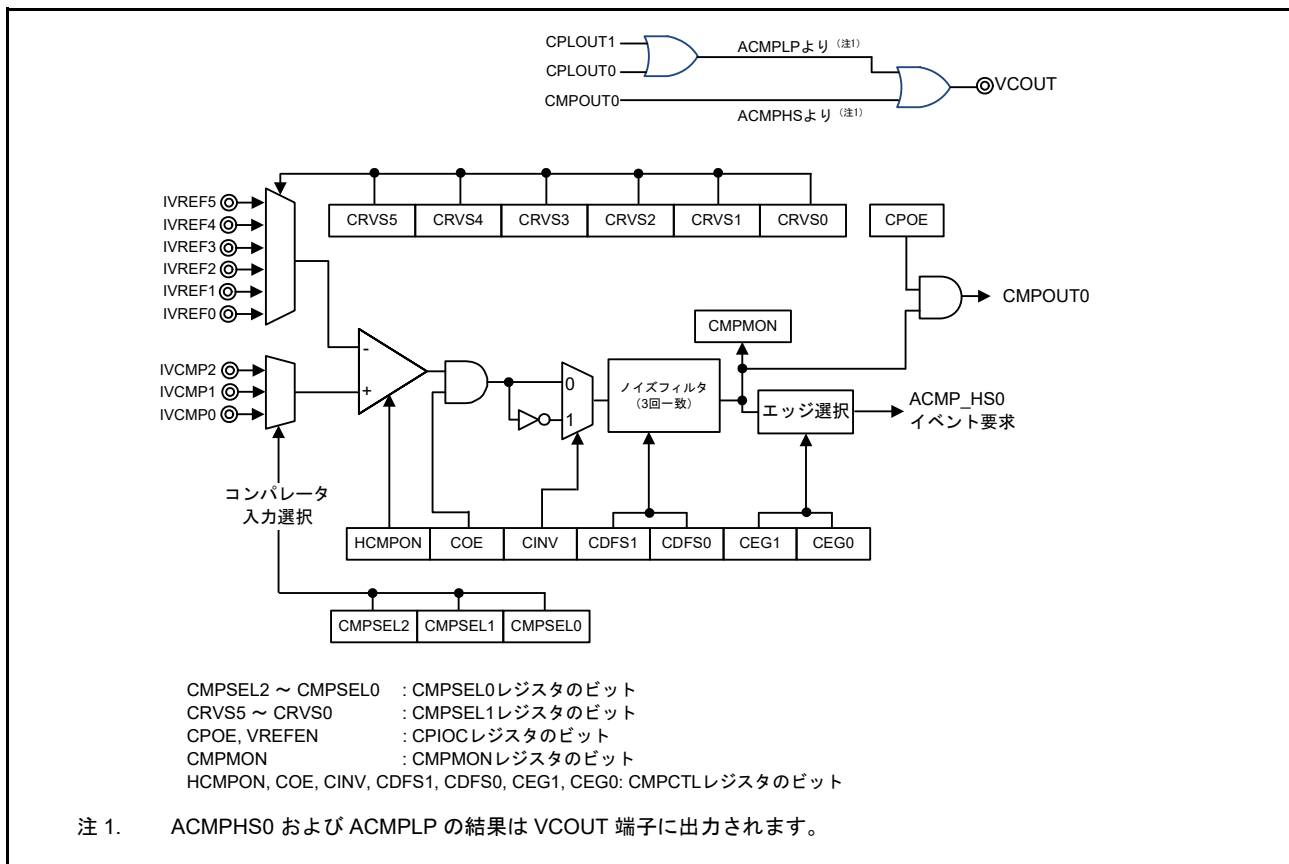 CPLOUT1
CPLOUT0
CMPOUT0
ACMPLPより（注1）
ACMPHSより（注1）
VCOUT
IVREF5
IVREF4
IVREF3
IVREF2
IVREF1
IVREF0
CRVS5
CRVS4
CRVS3
CRVS2
CRVS1
CRVS0
CPOE
CMPOUT0
CMPMON
IVCMP2
IVCMP1
IVCMP0
-
+
0
1
ノイズフィルタ
（3回一致）
エッジ選択
ACMP_HS0
イベント要求
コンパレータ
入力選択
HCMPON
COE
CINV
CDFS1
CDFS0
CEG1
CEG0
CMPSEL2
CMPSEL1
CMPSEL0
CMPSEL2 ～ CMPSEL0 : CMPSEL0レジスタのビット
CRVS5 ～ CRVS0 : CMPSEL1レジスタのビット
CPOE, VREFEN : CPIOCレジスタのビット
CMPMON : CMPMONレジスタのビット
HCMPON, COE, CINV, CDFS1, CDFS0, CEG1, CEG0: CMPCTLレジスタのビット
注 1. ACMPHS0 および ACMPLP の結果は VCOUT 端子に出力されます。